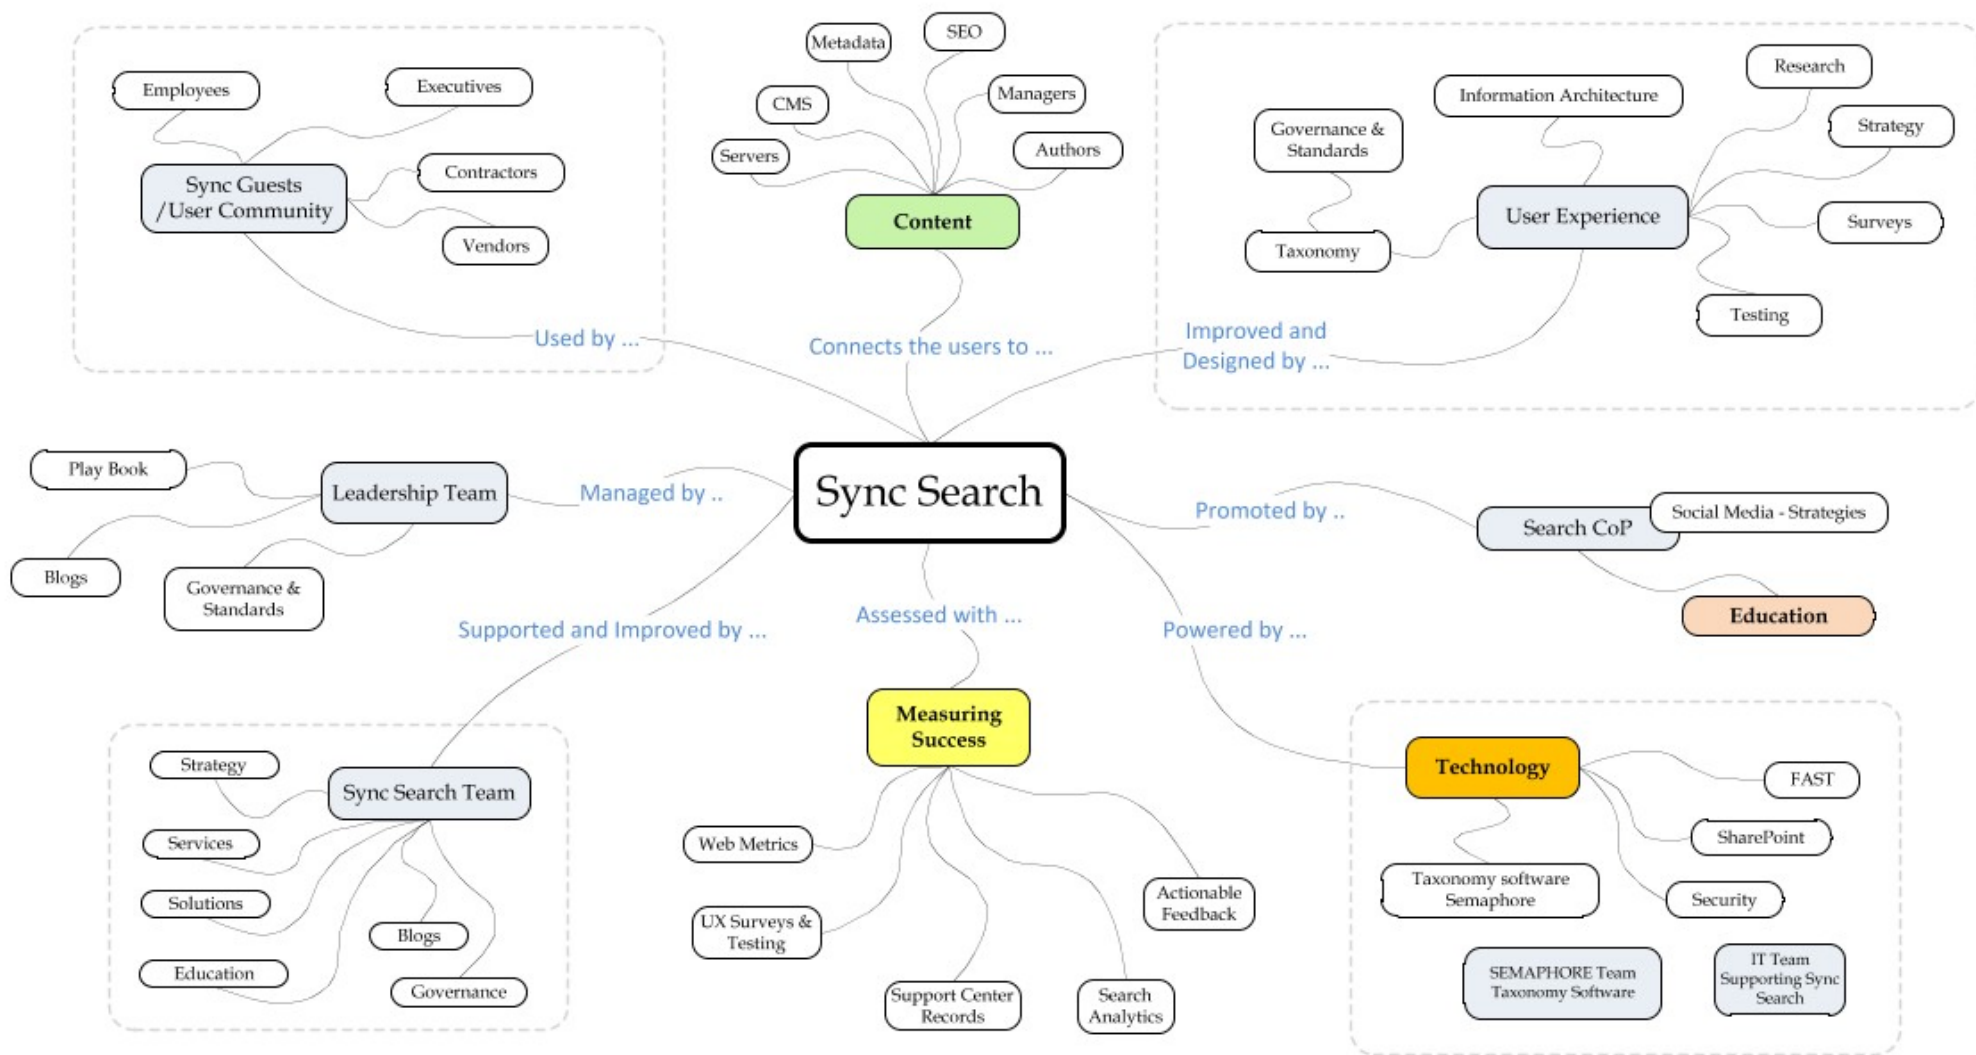 Employees
Executives
Sync Guests
/User Community
Contractors
Vendors
Used by ...
Metadata
SEO
CMS
Managers
Servers
Authors
Content
Connects the users to ...
Research
Information Architecture
Governance &
Standards
Strategy
User Experience
Surveys
Taxonomy
Testing
Improved and
Designed by ...
Play Book
Leadership Team
Managed by ..
Blogs
Governance &
Standards
Sync Search
Promoted by ..
Search CoP
Social Media - Strategies
Education
Supported and Improved by ...
Assessed with ...
Powered by ...
Strategy
Sync Search Team
Services
Solutions
Blogs
Education
Governance
Measuring
Success
Web Metrics
UX Surveys &
Testing
Support Center
Records
Search
Analytics
Actionable
Feedback
Technology
FAST
SharePoint
Taxonomy software
Semaphore
Security
SEMAPHORE Team
Taxonomy Software
IT Team
Supporting Sync
Search